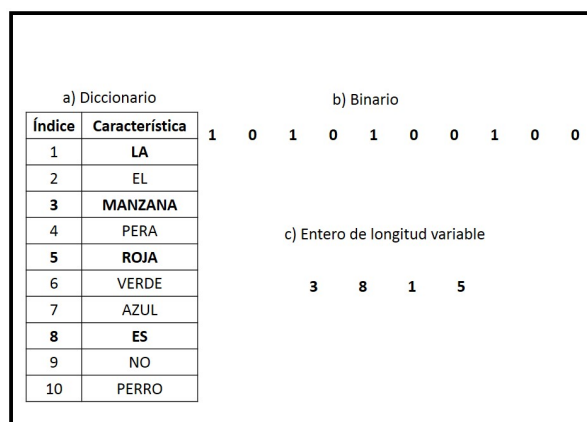 a) Diccionario
Índice Característica
1 LA
2 EL
3 MANZANA
4 PERA
5 ROJA
6 VERDE
7 AZUL
8 ES
9 NO
10 PERRO
b) Binario
1 0 1 0 1 0 0 1 0 0
c) Entero de longitud variable
3 8 1 5